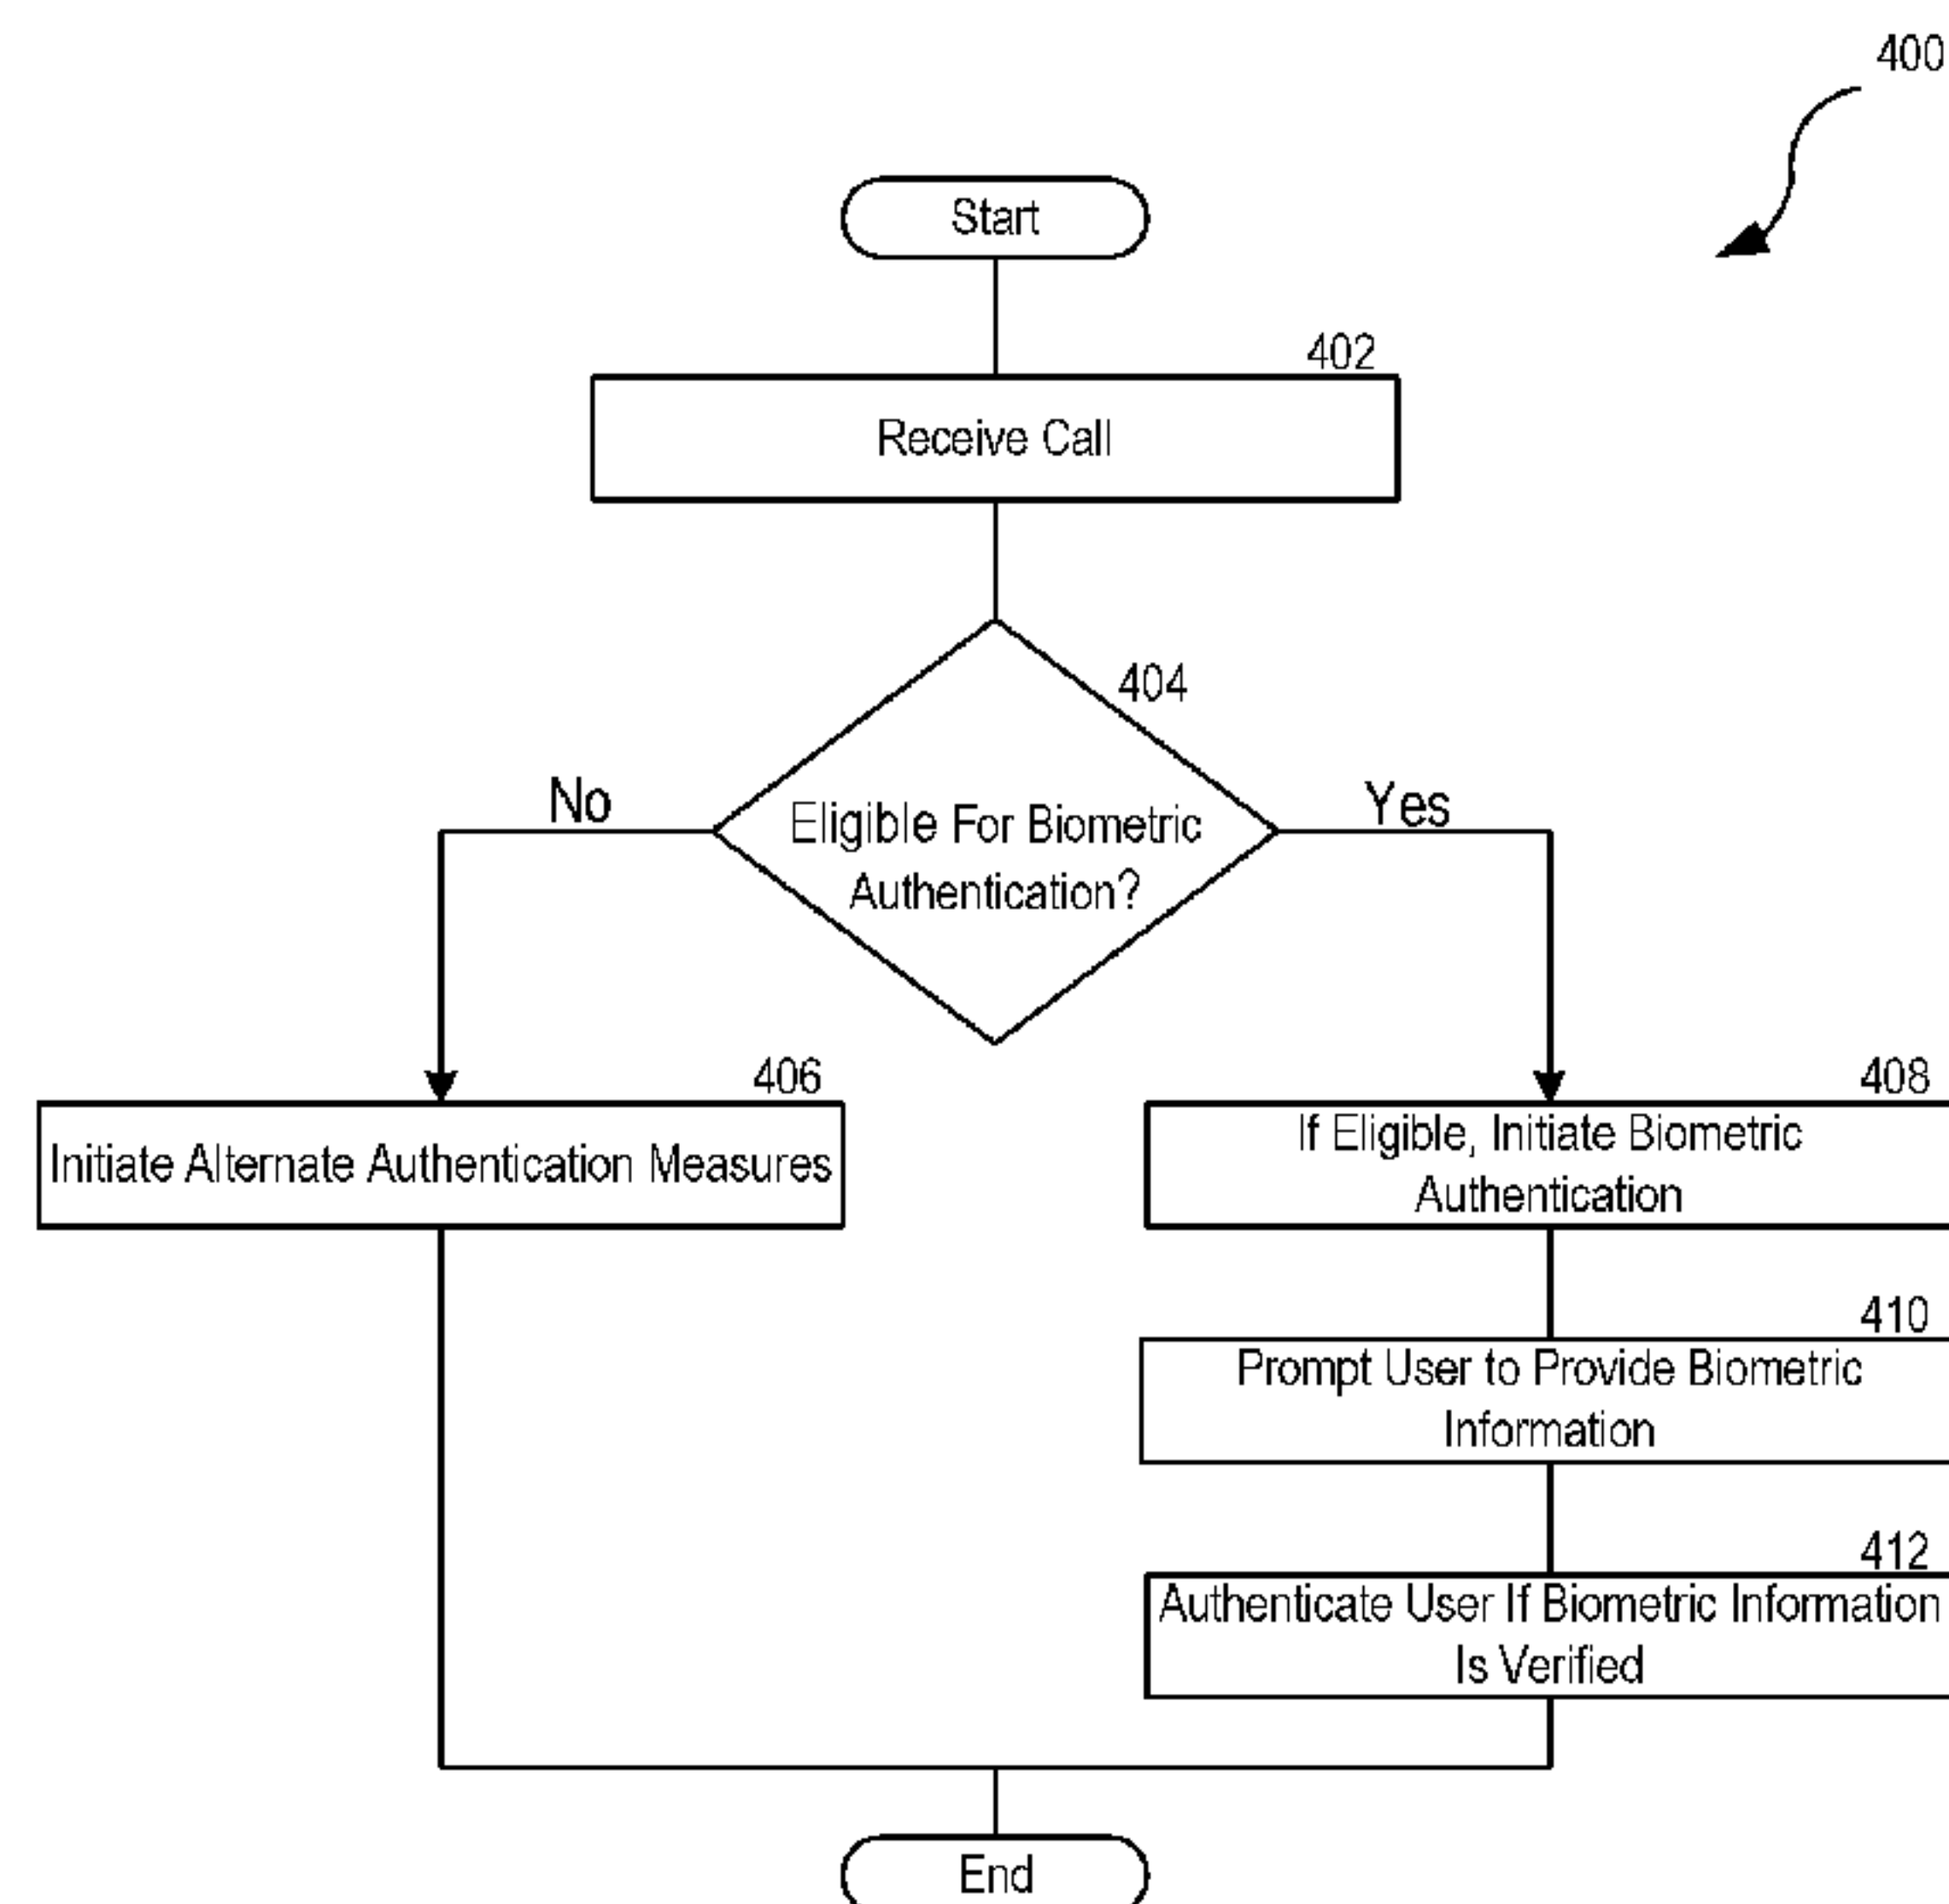 400
Start
402
Receive Call
404
No
Yes
Eligible For Biometric
Authentication?
406
Initiate Alternate Authentication Measures
408
If Eligible, Initiate Biometric
Authentication
410
Prompt User to Provide Biometric
Information
412
Authenticate User If Biometric Information
Is Verified
End